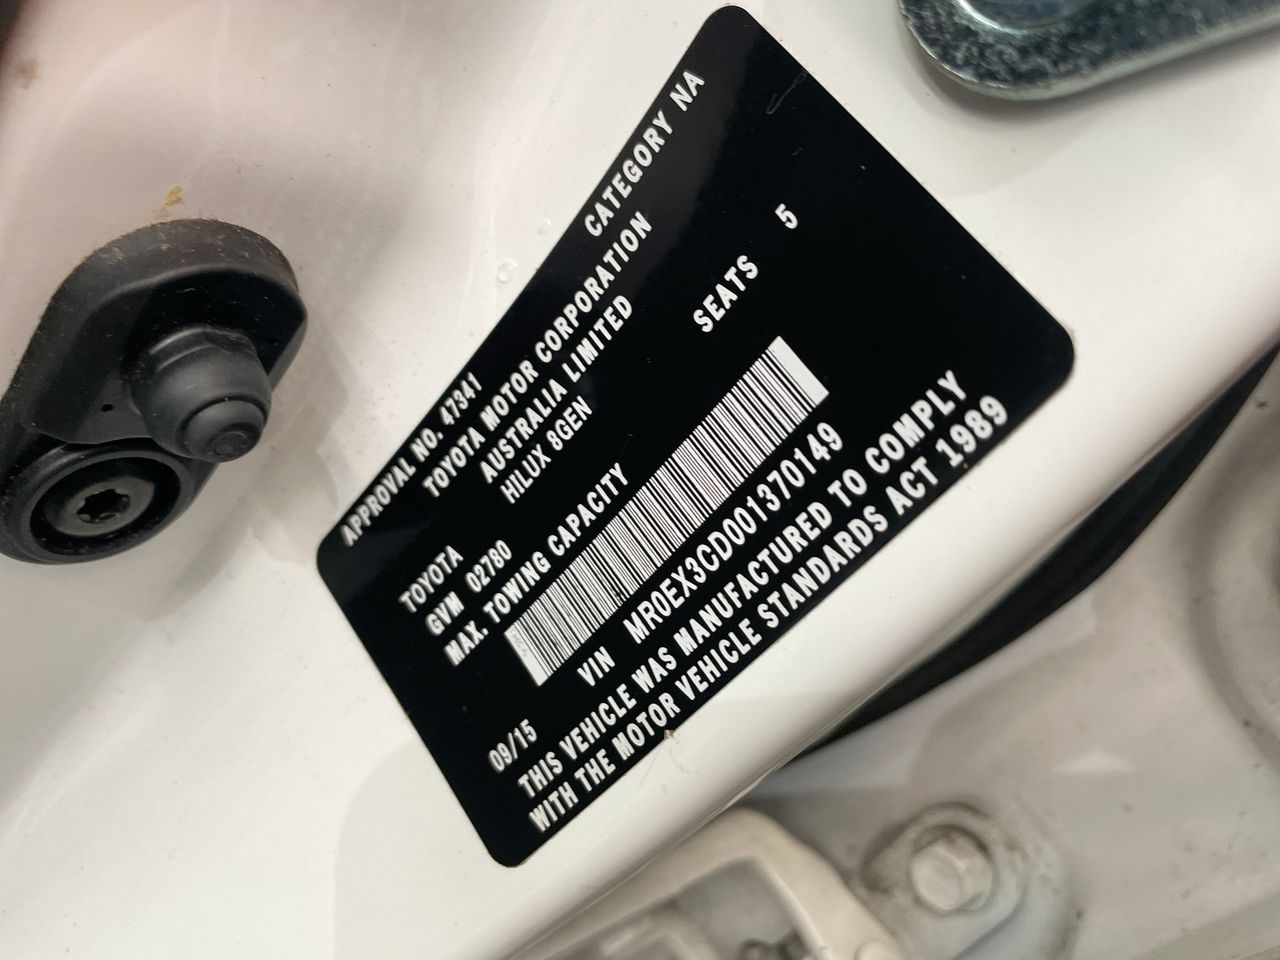 APPROVAL NO. 47341 CATEGORY NA
TOYOTA MOTOR CORPORATION
AUSTRALIA LIMITED
TOYOTA HILUX 8GEN
GVM 02780 SEATS 5
MAX. TOWING CAPACITY
VIN MR0EX3CD001370149
09/15
THIS VEHICLE WAS MANUFACTURED TO COMPLY
WITH THE MOTOR VEHICLE STANDARDS ACT 1989